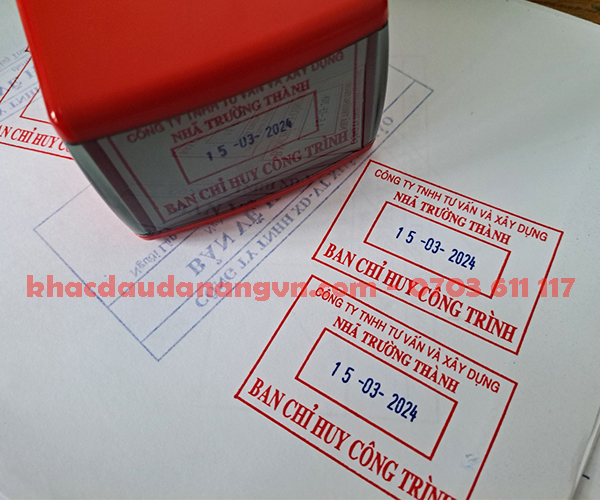 CÔNG TY TNHH TƯ VẤN VÀ XÂY DỰNG
NHÃ TRƯỜNG THÀNH
15 -03- 2024
BAN CHỈ HUY CÔNG TRÌNH
CÔNG TY TNHH TƯ VẤN VÀ XÂY DỰNG
NHÃ TRƯỜNG THÀNH
15 -03- 2024
BAN CHỈ HUY CÔNG TRÌNH
khacdaudanangvn.com - 0703 611 117
CÔNG TY TNHH TƯ VẤN VÀ XÂY DỰNG
NHÃ TRƯỜNG THÀNH
15 -03- 2024
BAN CHỈ HUY CÔNG TRÌNH